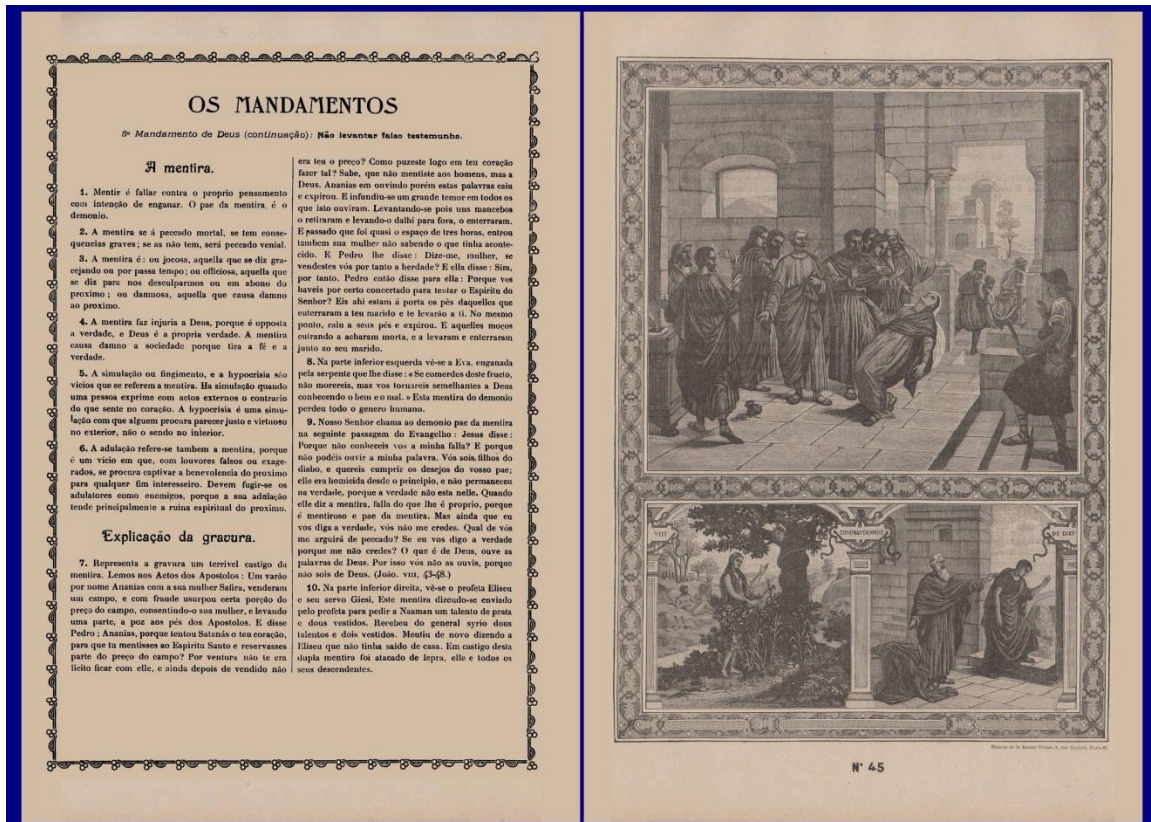 OS MANDAMENTOS
8º Mandamento de Deus (continuação): Não levantar falso testemunho.
A mentira.
1. Mentir é fallar contra o proprio pensamento
com intenção de enganar. O pae da mentira é o
demonio.
2. A mentira se á peccado mortal, se tem conse-
quencias graves; se as não tem, será peccado venial.
3. A mentira é : ou jocosa, aquella que se diz gra-
cejando ou por passa tempo; ou officiosa, aquella que
se diz para nos desculparmos ou em abono do
proximo ; ou damnosa, aquella que causa damno
ao proximo.
4. A mentira faz injuria a Deus, porque é opposta
a verdade, e Deus é a propria verdade. A mentira
causa damno a sociedade porque tira a fé e a
verdade.
5. A simulação ou fingimento, e a hypocrisia são
vicios que se referem a mentira. Ha simulação quando
uma pessoa exprime com actos externos o contrario
do que sente no coração. A hypocrisia é uma simu-
lação com que alguem procura parecer justo e virtuoso
no exterior, não o sendo no interior.
6. A adulação refere-se tambem a mentira, porque
é um vicio em que, com louvores falsos ou exage-
rados, se procura captivar a benevolencia do proximo
para qualquer fim interesseiro. Devem fugir-se os
aduladores como enemigos, porque a sua adulação
tende principalmente a ruina espiritual do proximo.
Explicação da gravura.
7. Representa a gravura um terrivel castigo da
mentira. Lemos nos Actos dos Apostolos : Um varão
por nome Ananias com a sua mulher Safira, venderam
um campo, e com fraude usurpou certa porção do
preço do campo, consentindo-o sua mulher, e levando
uma parte, a poz aos pés dos Apostolos. E disse
Pedro ; Ananias, porque tentou Satanás o teu coração,
para que tu mentisses ao Espiritu Santo e reservasses
parte do preço do campo? Por ventura não te era
licito ficar com elle, e ainda depois de vendido não
era teu o preço? Como puzeste logo em teu coração
fazer tal? Sabe, que não mentiste aos homens, mas a
Deus. Ananias em ouvindo porém estas palavras caiu
e expirou. E infundiu-se um grande temor em todos os
que isto ouviram. Levantando-se pois uns mancebos
o retiraram e levando-o dalhi para fora, o enterraram.
E passado que foi quasi o espaço de tres horas, entrou
tambem sua mulher não sabendo o que tinha aconte-
cido. E Pedro lhe disse : Dize-me, mulher, se
vendestes vós por tanto a herdade? E ella disse : Sim,
por tanto. Pedro então disse para ella : Porque vos
haveis por certo concertado para tentar o Espiritu do
Senhor? Eis ahi estam á porta os pès daquelles que
enterraram a teu marido e te levarão a ti. No mesmo
ponto, caiu a seus pés e expirou. E aquelles moços
entrando a acharam morta, e a levaram e enterraram
junto ao seu marido.
8. Na parte inferior esquerda vê-se a Eva, enganada
pela serpente que lhe disse : « Se comerdes deste fructo,
não morereis, mas vos tornareis semelhantes a Deus
conhecendo o bem e o mal. » Esta mentira do demonio
perdeu todo o genero humano.
9. Nosso Senhor chama ao demonio pae da mentira
na seguinte passagem do Evangelho : Jesus disse :
Porque não conheceis vos a minha falla? E porque
não podéis ouvir a minha palavra. Vós sois filhos do
diabo, e quereis cumprir os desejos do vosso pae;
elle era homicida desde o principio, e não permaneceu
na verdade, porque a verdade não esta nelle. Quando
elle diz a mentira, falla do que lhe é proprio, porque
é mentiroso e pae da mentira. Mas ainda que eu
vos diga a verdade, vós não me credes. Qual de vós
me arguirá de peccado? Se eu vos digo a verdade
porque me não credes? O que é de Deus, ouve as
palavras de Deus. Por isso vós não as ouvis, porque
não sois de Deus. (João. VIII, 43-48.)
10. Na parte inferior direita, vê-se o profeta Eliseu
e seu servo Giesi, Este mentira dizendo-se enviado
pelo profeta para pedir a Naaman um talento de prata
e dous vestidos. Recebeu do general syrio dous
talentos e dois vestidos. Mentiu de novo dizendo a
Eliseu que não tinha saido de casa. Em castigo desta
dupla mentira foi atacado de lepra, elle e todos os
seus descendentes.
VIII COMMANDEMENT DE DIEV
Maison de la Bonne Presse, 5, rue Bayard, Paris-8e.
Nº 45